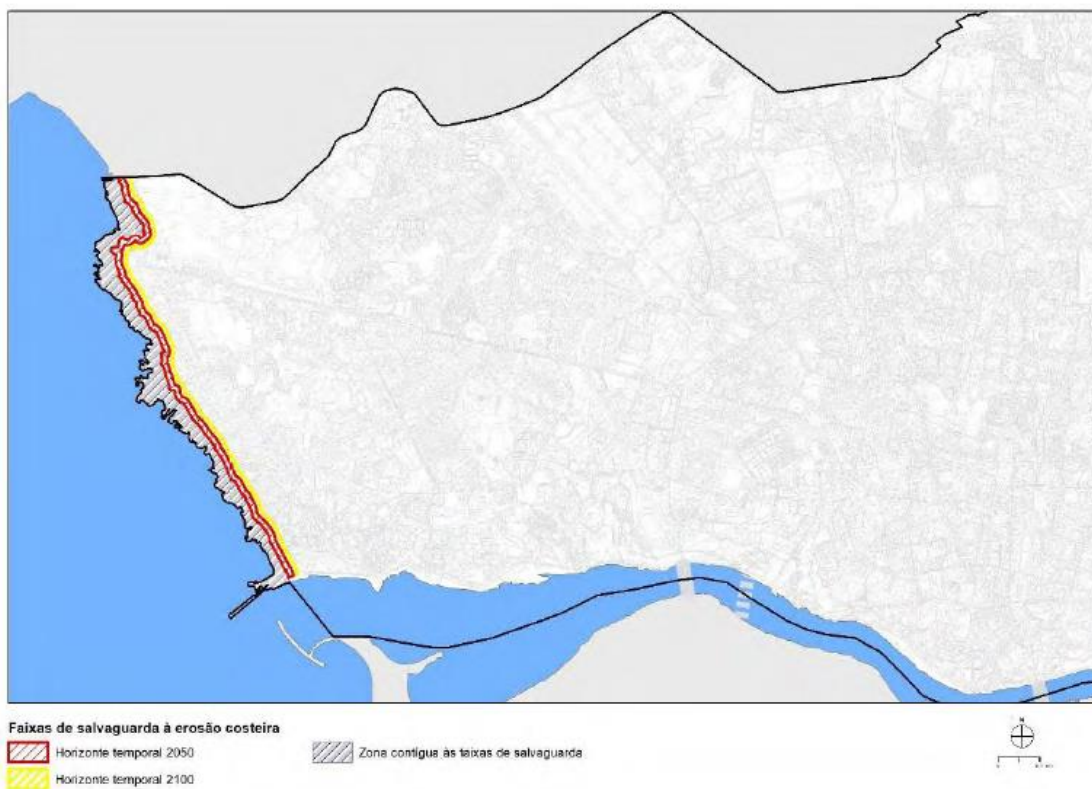 Faixas de salvaguarda à erosão costeira
Horizonte temporal 2050
Zona contígua às faixas de salvaguarda
Horizonte temporal 2100
N